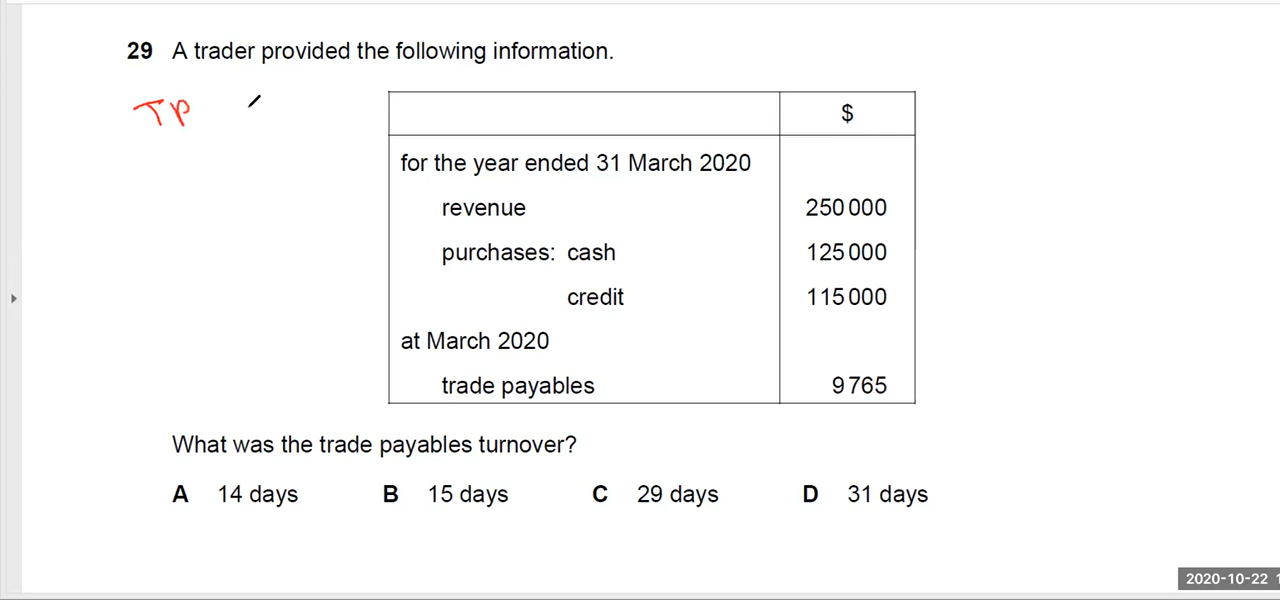 29 A trader provided the following information.
TP
$
for the year ended 31 March 2020
revenue 250 000
purchases: cash 125 000
credit 115 000
at March 2020
trade payables 9 765
What was the trade payables turnover?
A 14 days B 15 days C 29 days D 31 days
2020-10-22